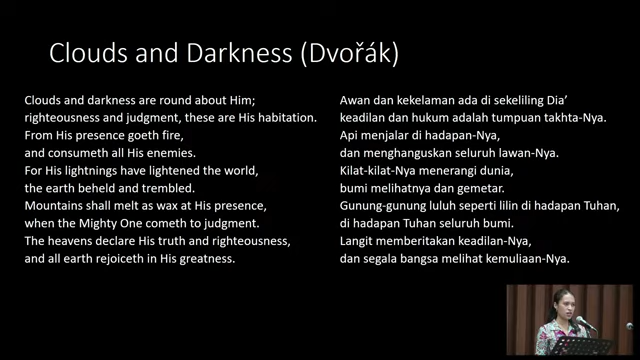 Clouds and Darkness (Dvořák)
Clouds and darkness are round about Him;
righteousness and judgment, these are His habitation.
From His presence goeth fire,
and consumeth all His enemies.
For His lightnings have lightened the world,
the earth beheld and trembled.
Mountains shall melt as wax at His presence,
when the Mighty One cometh to judgment.
The heavens declare His truth and righteousness,
and all earth rejoiceth in His greatness.
Awan dan kekelaman ada di sekeliling Dia’
keadilan dan hukum adalah tumpuan takhta-Nya.
Api menjalar di hadapan-Nya,
dan menghanguskan seluruh lawan-Nya.
Kilat-kilat-Nya menerangi dunia,
bumi melihatnya dan gemetar.
Gunung-gunung luluh seperti lilin di hadapan Tuhan,
di hadapan Tuhan seluruh bumi.
Langit memberitakan keadilan-Nya,
dan segala bangsa melihat kemuliaan-Nya.